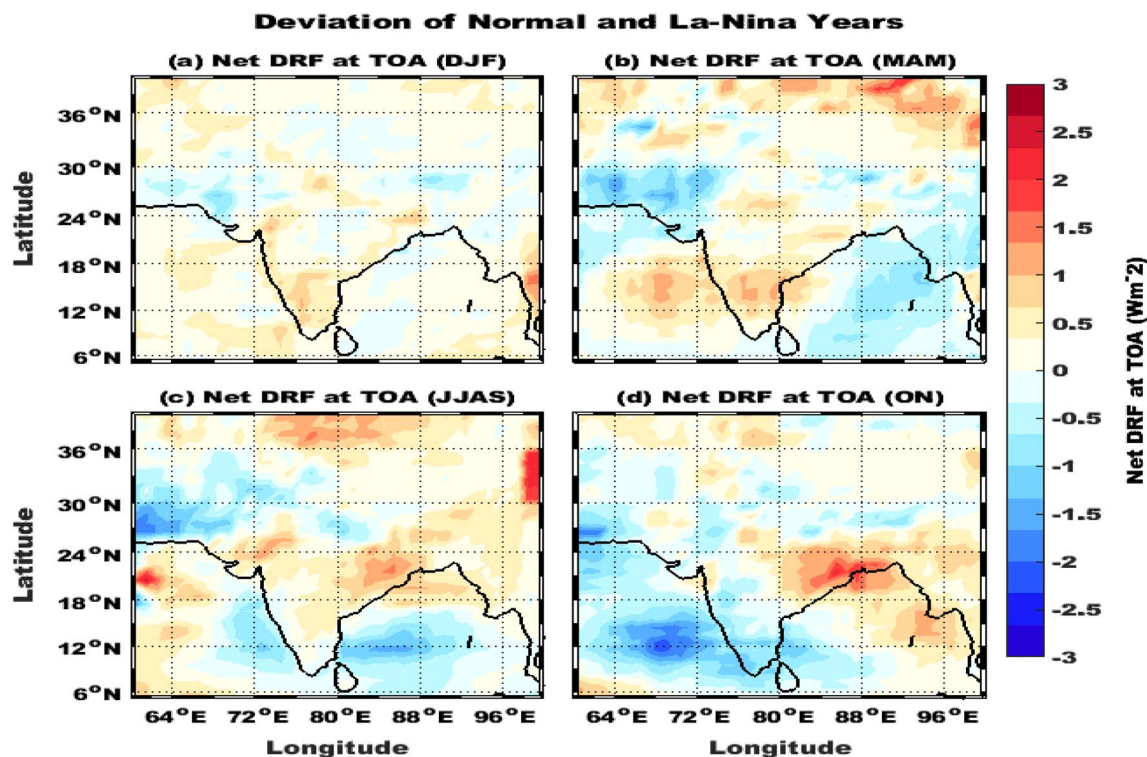 Deviation of Normal and La-Nina Years
(a) Net DRF at TOA (DJF)
(b) Net DRF at TOA (MAM)
36°N
30°N
24°N
18°N
12°N
6°N
Latitude
(c) Net DRF at TOA (JJAS)
(d) Net DRF at TOA (ON)
36°N
30°N
24°N
18°N
12°N
6°N
Latitude
64°E 72°E 80°E 88°E 96°E
64°E 72°E 80°E 88°E 96°E
Longitude
Longitude
3
2.5
2
1.5
1
0.5
0
-0.5
-1
-1.5
-2
-2.5
-3
Net DRF at TOA (Wm^-2)